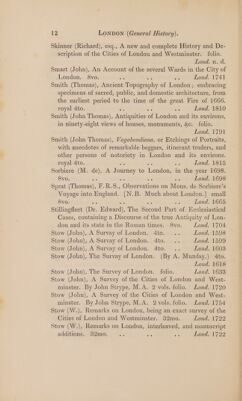 12 LONDON (General History).
Skinner (Richard), esq., A new and complete History and De-
scription of the Cities of London and Westminster. folio.
Lond. n. d.
Smart (John), An Account of the several Wards in the City of
London. 8vo. .. .. .. Lond. 1741
Smith (Thomas), Ancient Topography of London; embracing
specimens of sacred, public, and domestic architecture, from
the earliest period to the time of the great Fire of 1666.
royal 4to. .. .. .. .. Lond. 1810
Smith (John Thomas), Antiquities of London and its environs,
in ninety-eight views of houses, monuments, &c. folio.
Lond. 1791
Smith (John Thomas), Vagabondiana, or Etchings of Portraits,
with anecdotes of remarkable beggars, itinerant traders, and
other persons of notoriety in London and its environs.
royal 4to. .. .. .. .. Lond. 1815
Sorbiere (M. de), A Journey to London, in the year 1698.
8vo. .. .. .. .. Lond. 1698
Sprat (Thomas), F.R.S., Observations on Mons. de Sorbiere's
Voyage into England. (N.B. Much about London.) small
8vo. .. .. .. .. Lond. 1665
Stillingfleet (Dr. Edward), The Second Part of Ecclesiastical
Cases, containing a Discourse of the true Antiquity of Lon-
don and its state in the Roman times. 8vo. Lond. 1704
Stow (John), A Survey of London. 4to. .. Lond. 1598
Stow (John), A Survey of London. 4to. .. Lond. 1599
Stow (John), A Survey of London. 4to. .. Lond. 1603
Stow (John), The Survey of London. (By A. Munday.) 4to.
Lond. 1618
Stow (John), The Survey of London. folio. Lond. 1633
Stow (John), A Survey of the Cities of London and West-
minster. By John Strype, M.A. 2 vols. folio. Lond. 1720
Stow (John), A Survey of the Cities of London and West-
minster. By John Strype, M.A. 2 vols. folio. Lond. 1754
Stow (W.), Remarks on London, being an exact survey of the
Cities of London and Westminster. 32mo. Lond. 1722
Stow (W.), Remarks on London, interleaved, and manuscript
additions. 32mo. .. .. .. Lond. 1722